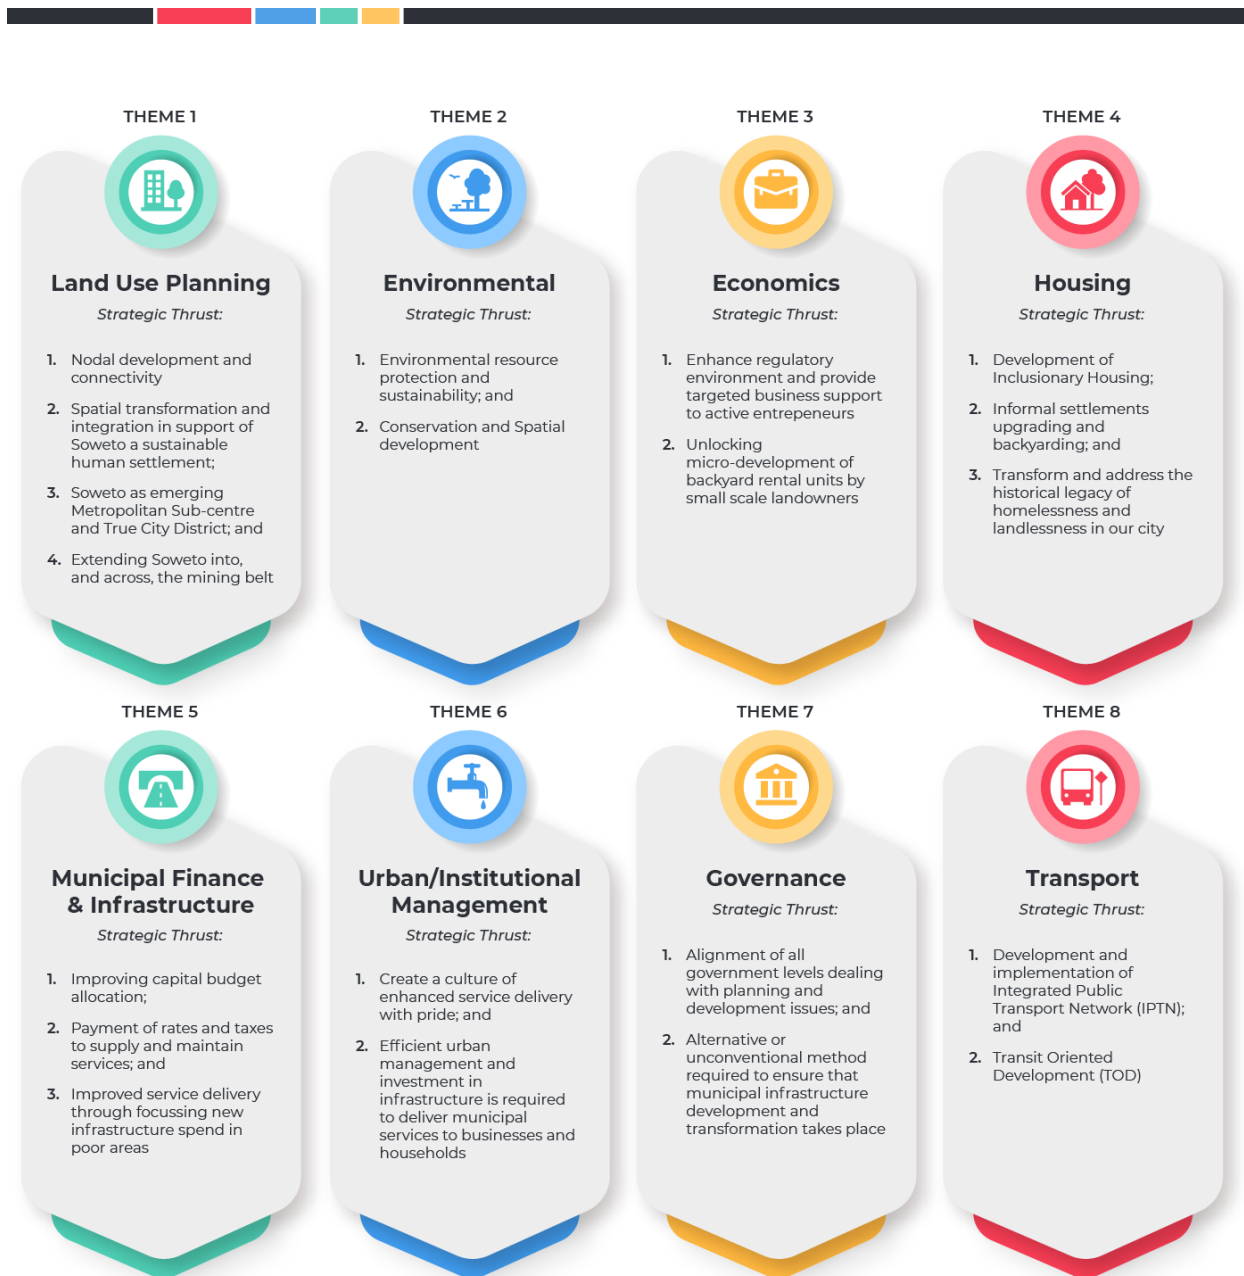 THEME 1
Land Use Planning
Strategic Thrust:
1. Nodal development and
connectivity
2. Spatial transformation and
integration in support of
Soweto a sustainable
human settlement;
3. Soweto as emerging
Metropolitan Sub-centre
and True City District; and
4. Extending Soweto into,
and across, the mining belt
THEME 2
Environmental
Strategic Thrust:
1. Environmental resource
protection and
sustainability; and
2. Conservation and Spatial
development
THEME 3
Economics
Strategic Thrust:
1. Enhance regulatory
environment and provide
targeted business support
to active entrepeneurs
2. Unlocking
micro-development of
backyard rental units by
small scale landowners
THEME 4
Housing
Strategic Thrust:
1. Development of
Inclusionary Housing;
2. Informal settlements
upgrading and
backyarding; and
3. Transform and address the
historical legacy of
homelessness and
landlessness in our city
THEME 5
Municipal Finance
& Infrastructure
Strategic Thrust:
1. Improving capital budget
allocation;
2. Payment of rates and taxes
to supply and maintain
services; and
3. Improved service delivery
through focussing new
infrastructure spend in
poor areas
THEME 6
Urban/Institutional
Management
Strategic Thrust:
1. Create a culture of
enhanced service delivery
with pride; and
2. Efficient urban
management and
investment in
infrastructure is required
to deliver municipal
services to businesses and
households
THEME 7
Governance
Strategic Thrust:
1. Alignment of all
government levels dealing
with planning and
development issues; and
2. Alternative or
unconventional method
required to ensure that
municipal infrastructure
development and
transformation takes place
THEME 8
Transport
Strategic Thrust:
1. Development and
implementation of
Integrated Public
Transport Network (IPTN);
and
2. Transit Oriented
Development (TOD)